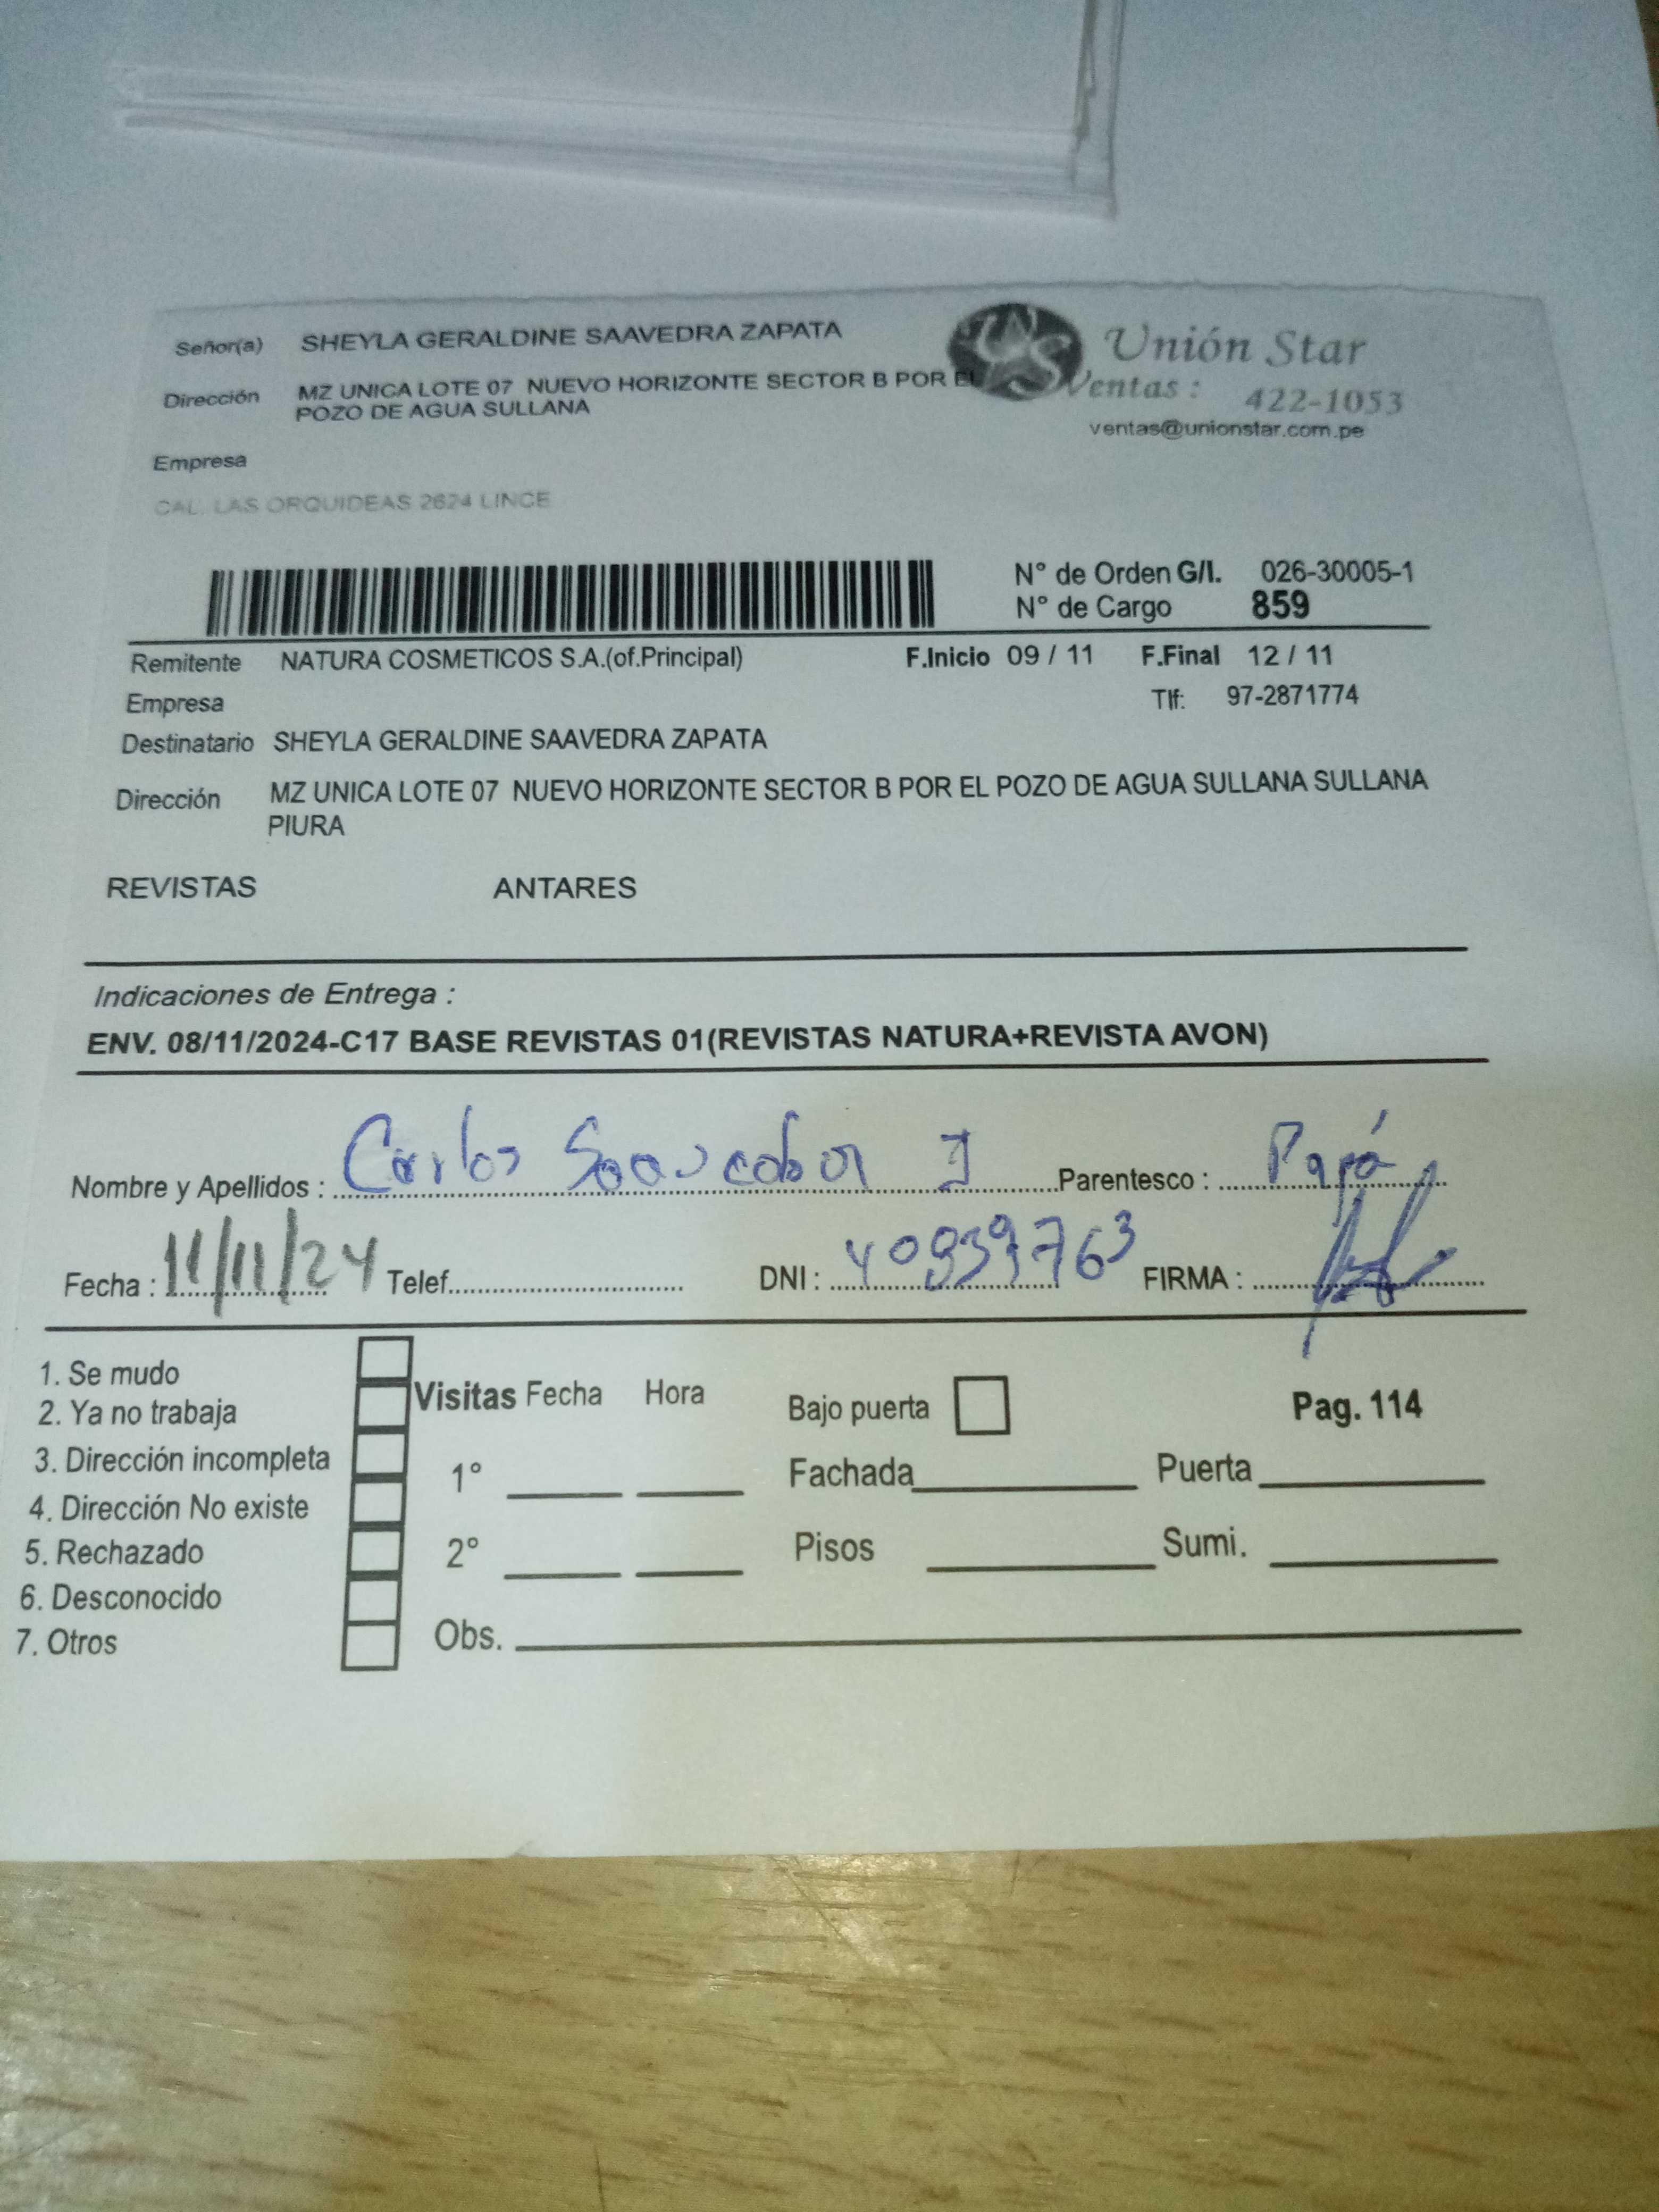 Señor(a) SHEYLA GERALDINE SAAVEDRA ZAPATA
Unión Star
Dirección MZ UNICA LOTE 07 NUEVO HORIZONTE SECTOR B POR EL
POZO DE AGUA SULLANA
Ventas : 422-1053
ventas@unionstar.com.pe
Empresa
CAL. LAS ORQUIDEAS 2624 LINCE
N° de Orden G/I. 026-30005-1
N° de Cargo 859
Remitente NATURA COSMETICOS S.A.(of.Principal) F.Inicio 09 / 11 F.Final 12 / 11
Empresa Tlf: 97-2871774
Destinatario SHEYLA GERALDINE SAAVEDRA ZAPATA
Dirección MZ UNICA LOTE 07 NUEVO HORIZONTE SECTOR B POR EL POZO DE AGUA SULLANA SULLANA
PIURA
REVISTAS ANTARES
Indicaciones de Entrega :
ENV. 08/11/2024-C17 BASE REVISTAS 01(REVISTAS NATURA+REVISTA AVON)
Nombre y Apellidos : Carlos Parentesco : Papá
Fecha : 11/11/24 Telef. DNI : 40939763 FIRMA :
1. Se mudo
2. Ya no trabaja
3. Dirección incompleta
4. Dirección No existe
5. Rechazado
6. Desconocido
7. Otros
Visitas Fecha Hora
1°
2°
Obs.
Bajo puerta Pag. 114
Fachada Puerta
Pisos Sumi.